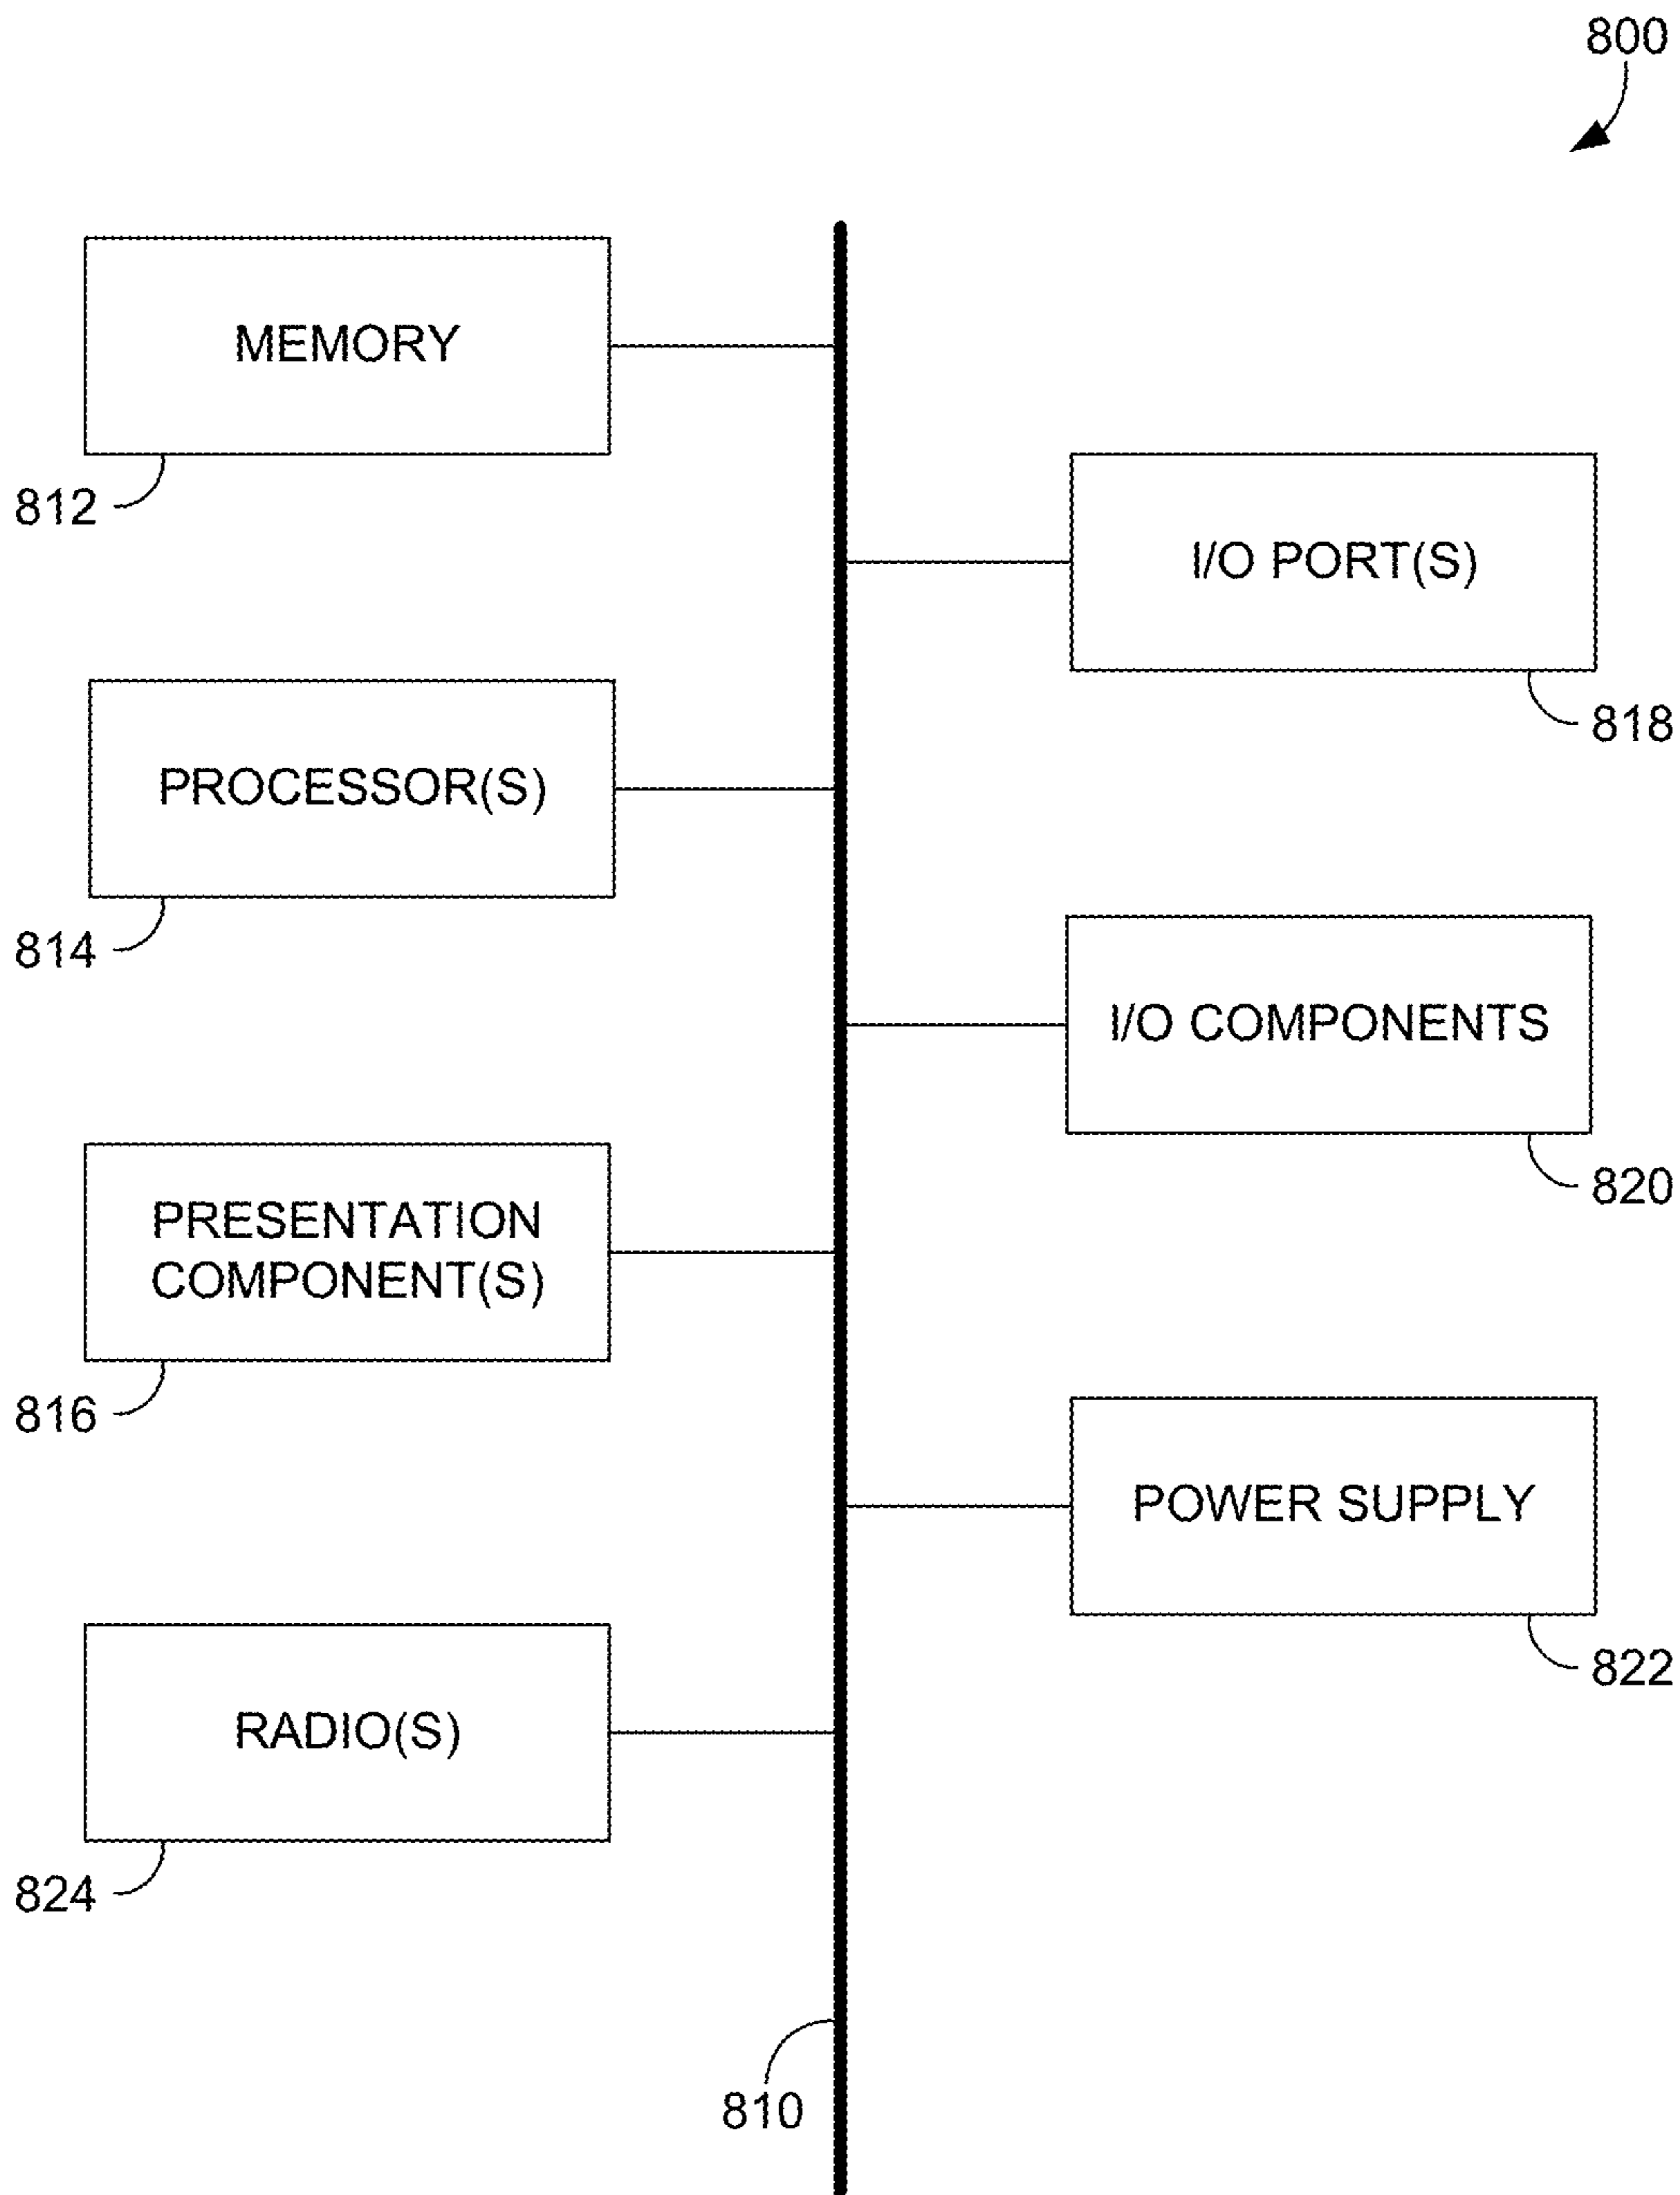 800
MEMORY
812
I/O PORT(S)
818
PROCESSOR(S)
814
I/O COMPONENTS
820
PRESENTATION
COMPONENT(S)
816
POWER SUPPLY
822
RADIO(S)
824
810